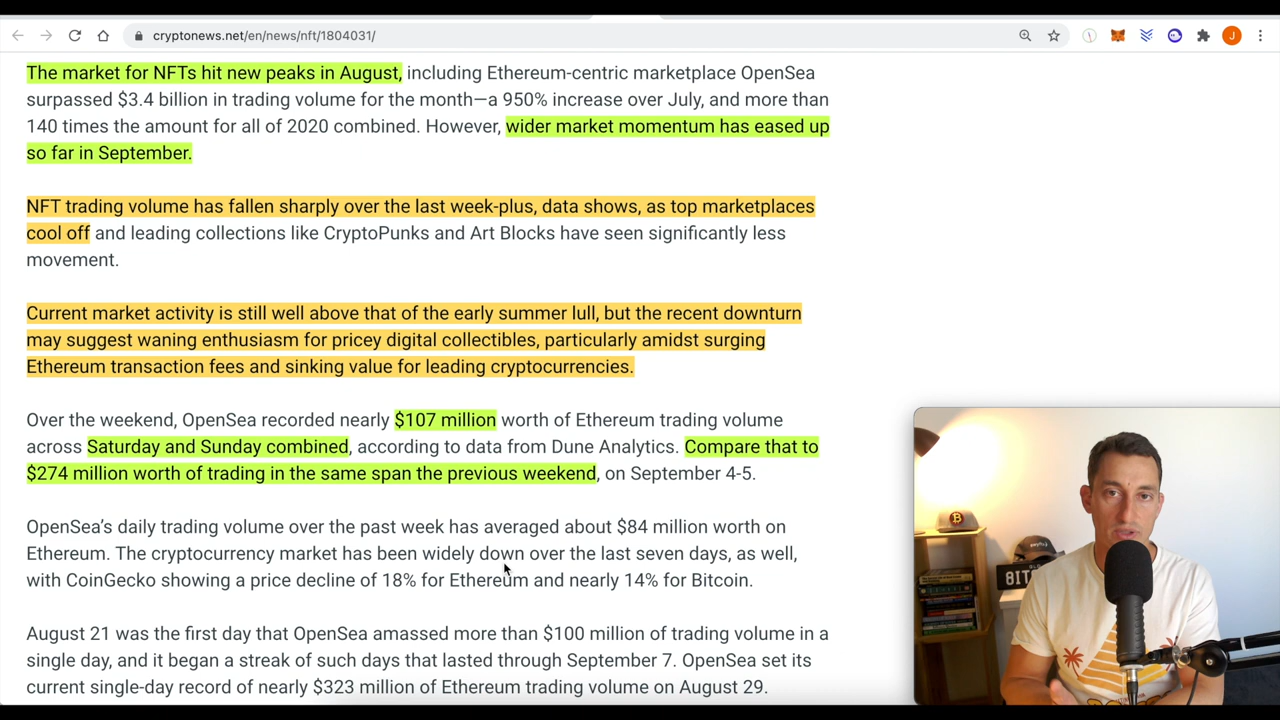 cryptonews.net/en/news/nft/1804031/
J
The market for NFTs hit new peaks in August, including Ethereum-centric marketplace OpenSea
surpassed $3.4 billion in trading volume for the month—a 950% increase over July, and more than
140 times the amount for all of 2020 combined. However, wider market momentum has eased up
so far in September.
NFT trading volume has fallen sharply over the last week-plus, data shows, as top marketplaces
cool off and leading collections like CryptoPunks and Art Blocks have seen significantly less
movement.
Current market activity is still well above that of the early summer lull, but the recent downturn
may suggest waning enthusiasm for pricey digital collectibles, particularly amidst surging
Ethereum transaction fees and sinking value for leading cryptocurrencies.
Over the weekend, OpenSea recorded nearly $107 million worth of Ethereum trading volume
across Saturday and Sunday combined, according to data from Dune Analytics. Compare that to
$274 million worth of trading in the same span the previous weekend, on September 4-5.
OpenSea’s daily trading volume over the past week has averaged about $84 million worth on
Ethereum. The cryptocurrency market has been widely down over the last seven days, as well,
with CoinGecko showing a price decline of 18% for Ethereum and nearly 14% for Bitcoin.
August 21 was the first day that OpenSea amassed more than $100 million of trading volume in a
single day, and it began a streak of such days that lasted through September 7. OpenSea set its
current single-day record of nearly $323 million of Ethereum trading volume on August 29.